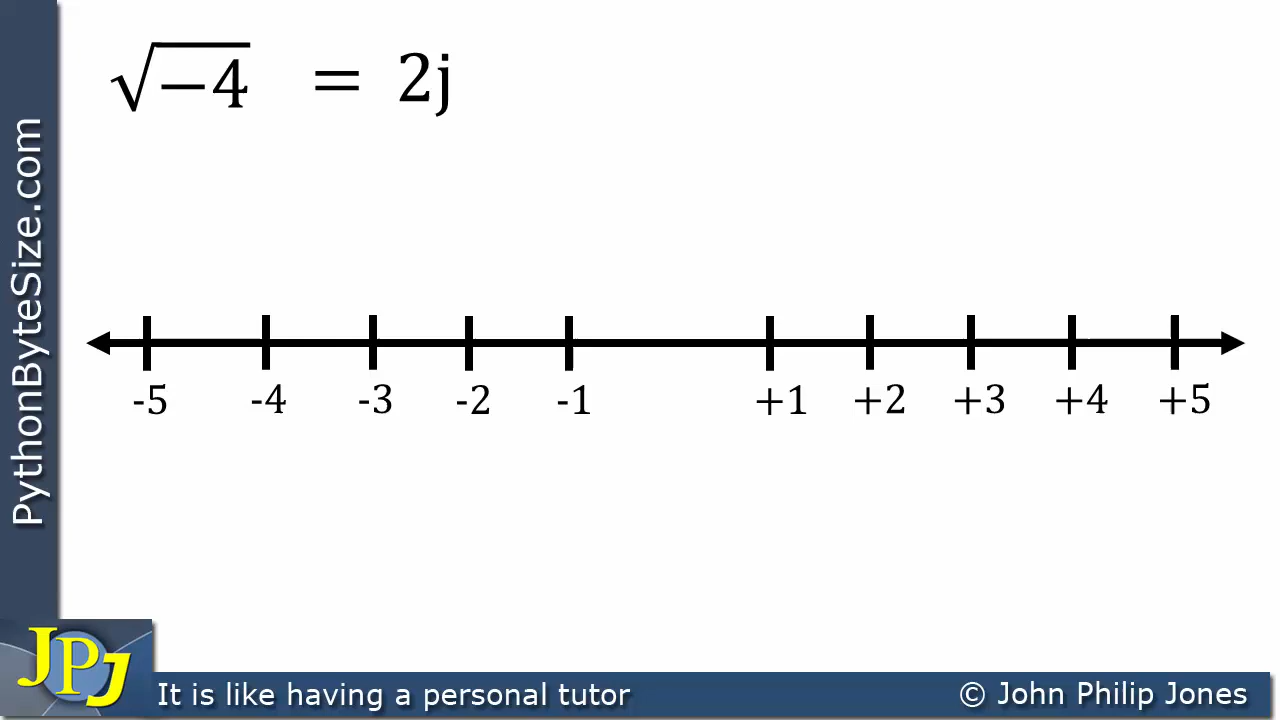 √−4 = 2j
-5 -4 -3 -2 -1 +1 +2 +3 +4 +5
PythonByteSize.com
JPJ
It is like having a personal tutor
© John Philip Jones